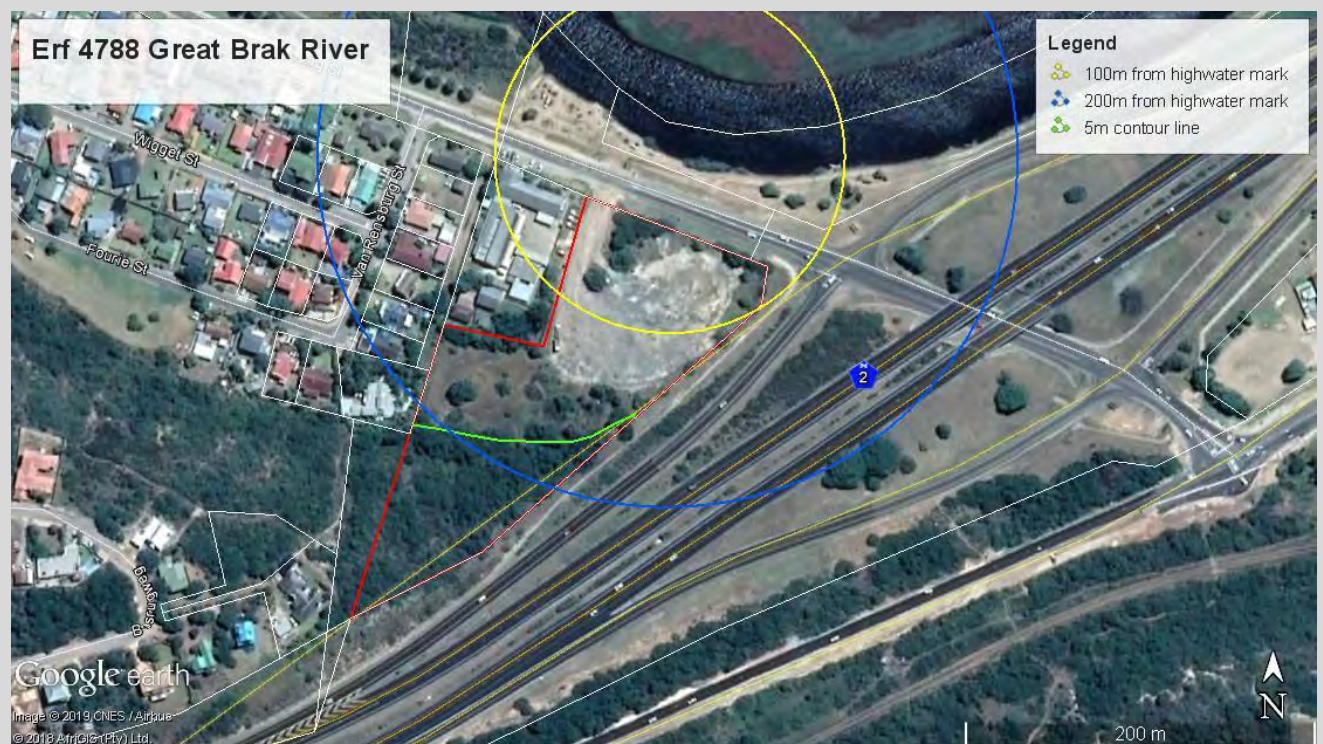 Erf 4788 Great Brak River
Legend
100m from highwater mark
200m from highwater mark
5m contour line
Wigget St
Van Rensburg St
Fourie St
N
2
Google earth
Image © 2019 CNES / Airbus
© 2018 AfriGIS (Pty) Ltd.
N
200 m